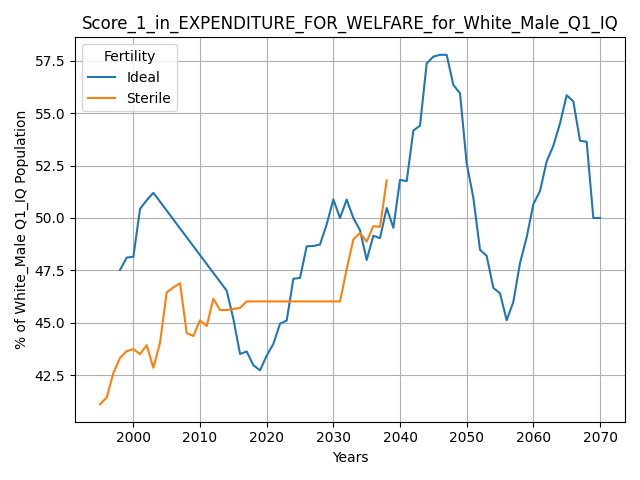 Score_1_in_EXPENDITURE_FOR_WELFARE_for_White_Male_Q1_IQ
Fertility
Ideal
Sterile
% of White_Male Q1_IQ Population
57.5
55.0
52.5
50.0
47.5
45.0
42.5
2000 2010 2020 2030 2040 2050 2060 2070
Years